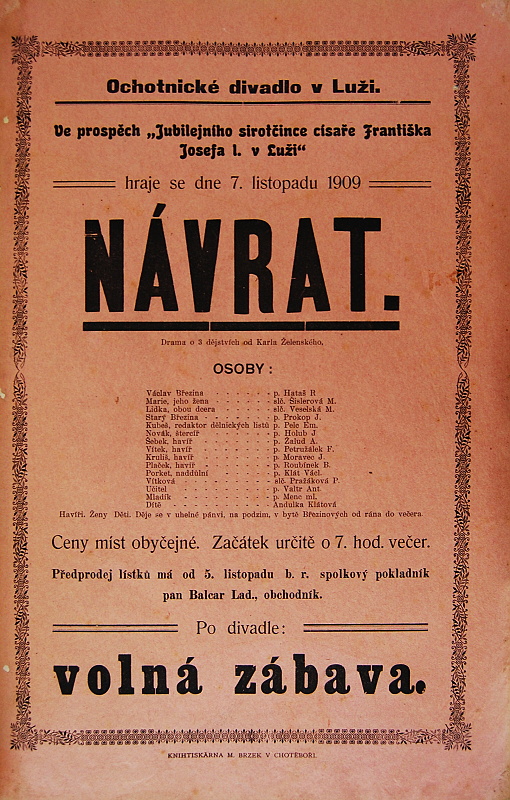 Ochotnické divadlo v Luži.
Ve prospěch „Jubilejního sirotčince císaře Františka
Josefa I. v Luži“
hraje se dne 7. listopadu 1909
NÁVRAT.
Drama o 3 dějstvích od Karla Želenského,
OSOBY:
Václav Březina - - - - - - p. Hataš R
Marie, jeho žena - - - - - - slč. Šislerová M.
Lidka, obou dcera - - - - - - slč. Veselská M.
Starý Březina - - - - - - p. Prokop J.
Kubeš, redaktor dělnických listů p. Pelc Em.
Novák, štercíř - - - - - - p. Holub J
Šebek, havíř - - - - - - p. Žalud A.
Vítek, havíř - - - - - - p. Petružálek F.
Kruliš, havíř - - - - - - p. Moravec J.
Plaček, havíř - - - - - - p. Roubínek B.
Porket, naddůlní - - - - - - p. Klát Václ.
Vítková - - - - - - slč. Pražáková P.
Učitel - - - - - - p. Valtr Ant.
Mladík - - - - - - p. Menc ml.
Dítě - - - - - - Andulka Klátová
Havíři. Ženy Děti. Děje se v uhelné pánvi, na podzim, v bytě Březinových od rána do večera.
Ceny míst obyčejné. Začátek určitě o 7. hod. večer.
Předprodej lístků má od 5. listopadu b. r. spolkový pokladník
pan Balcar Lad., obchodník.
Po divadle:
volná zábava.
KNIHTISKÁRNA M. BRZEK V CHOTĚBOŘI.